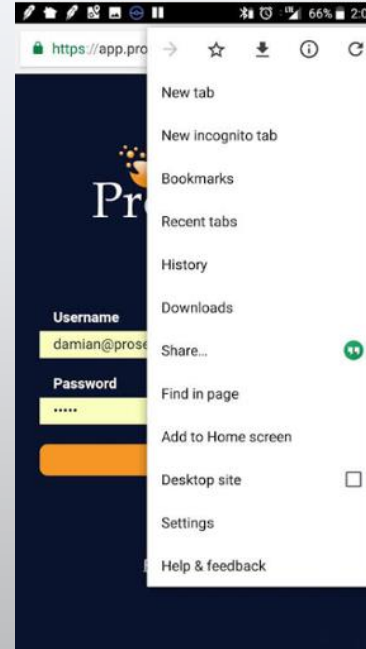 66% 2:0
https://app.pro
New tab
New incognito tab
Bookmarks
Pr
Recent tabs
History
Downloads
Username
damian@prose
Share...
Password
•••••
Find in page
Add to Home screen
Desktop site
Settings
Help & feedback